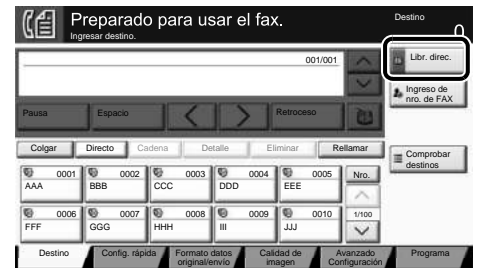 Preparado para usar el fax.
Ingresar destino.
Destino
0
001/001
Libr. direc.
Ingreso de
nro. de FAX
Pausa
Espacio
Retroceso
Colgar
Directo
Cadena
Detalle
Eliminar
Rellamar
Comprobar
destinos
0001
AAA
0002
BBB
0003
CCC
0004
DDD
0005
EEE
Nro.
0006
FFF
0007
GGG
0008
HHH
0009
III
0010
JJJ
1/100
Destino
Config. rápida
Formato datos
original/envío
Calidad de
imagen
Avanzado
Configuración
Programa